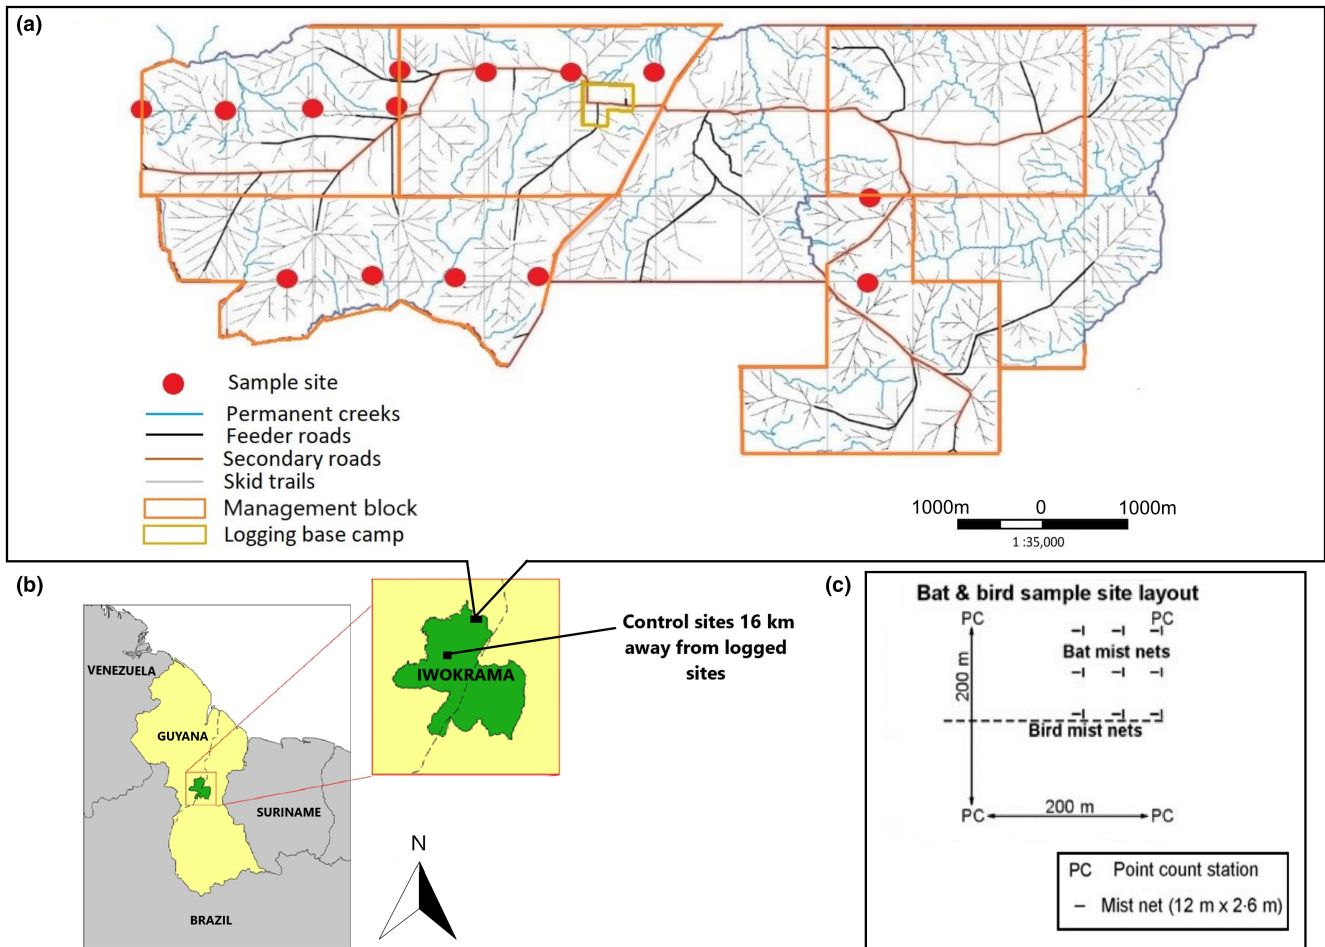 (a)
Sample site
Permanent creeks
Feeder roads
Secondary roads
Skid trails
Management block
Logging base camp
1000m 0 1000m
1 :35,000
(b)
VENEZUELA
GUYANA
SURINAME
BRAZIL
IWOKRAMA
Control sites 16 km
away from logged
sites
N
(c)
Bat & bird sample site layout
PC PC
Bat mist nets
200 m
Bird mist nets
200 m
PC PC
PC Point count station
Mist net (12 m x 2·6 m)